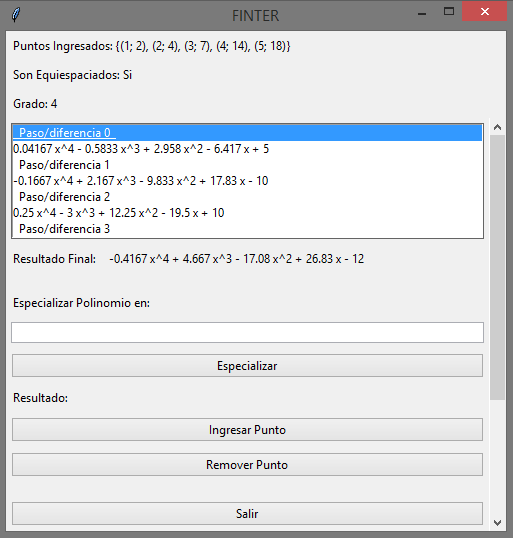 FINTER
Puntos Ingresados: {(1; 2), (2; 4), (3; 7), (4; 14), (5; 18)}
Son Equiespaciados: Si
Grado: 4
Paso/diferencia 0
0.04167 x^4 - 0.5833 x^3 + 2.958 x^2 - 6.417 x + 5
Paso/diferencia 1
-0.1667 x^4 + 2.167 x^3 - 9.833 x^2 + 17.83 x - 10
Paso/diferencia 2
0.25 x^4 - 3 x^3 + 12.25 x^2 - 19.5 x + 10
Paso/diferencia 3
Resultado Final: -0.4167 x^4 + 4.667 x^3 - 17.08 x^2 + 26.83 x - 12
Especializar Polinomio en:
Especializar
Resultado:
Ingresar Punto
Remover Punto
Salir